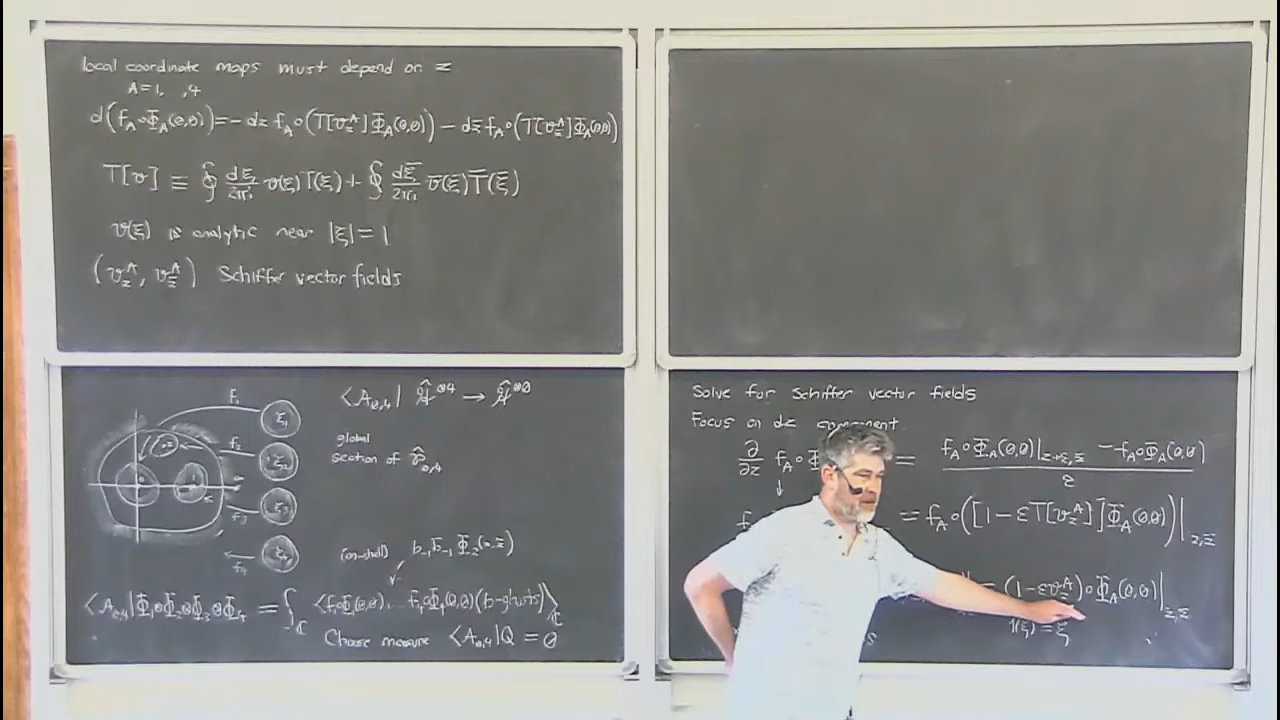 local coordinate maps must depend on z
A=1, ,4
d(f_A∘Φ_A(0,0)) = -dz f_A∘(T[v_z^A]Φ_A(0,0)) - dz̄ f_A∘(T[v_z̄^A]Φ_A(0,0))
T[v] ≡ ∮ dξ/2πi v(ξ)T(ξ) + ∮ dξ̄/2πi v̄(ξ̄)T̄(ξ̄)
v(ξ) is analytic near |ξ|=1
(v_z^A, v_z̄^A) Schiffer vector fields
f_1 ξ_1
f_2 ξ_2
f_3 ξ_3
f_4 ξ_4
⟨A_{0,4}| Ĥ^{⊗4} → Ĥ^{⊗0}
global
section of P̂_{0,4}
(on-shell) b_{-1} b̄_{-1} Φ_2(z,z̄)
⟨A_{0,4}|Φ_1⊗Φ_2⊗Φ_3⊗Φ_4 = ∫_ℂ ⟨f_1∘Φ_1(0,0) … f_4∘Φ_4(0,0)(b-ghosts)⟩_ℂ
Choose measure ⟨A_{0,4}|Q = 0
Solve for Schiffer vector fields
Focus on dz component
∂/∂z f_A∘Φ = (f_A∘Φ_A(0,0)|_{z+ε,z̄} - f_A∘Φ_A(0,0))/ε
= f_A∘([1-εT[v_z^A]]Φ_A(0,0))|_{z,z̄}
= (1-εv_z^A)∘Φ_A(0,0)|_{z,z̄}
1(ξ) = ξ